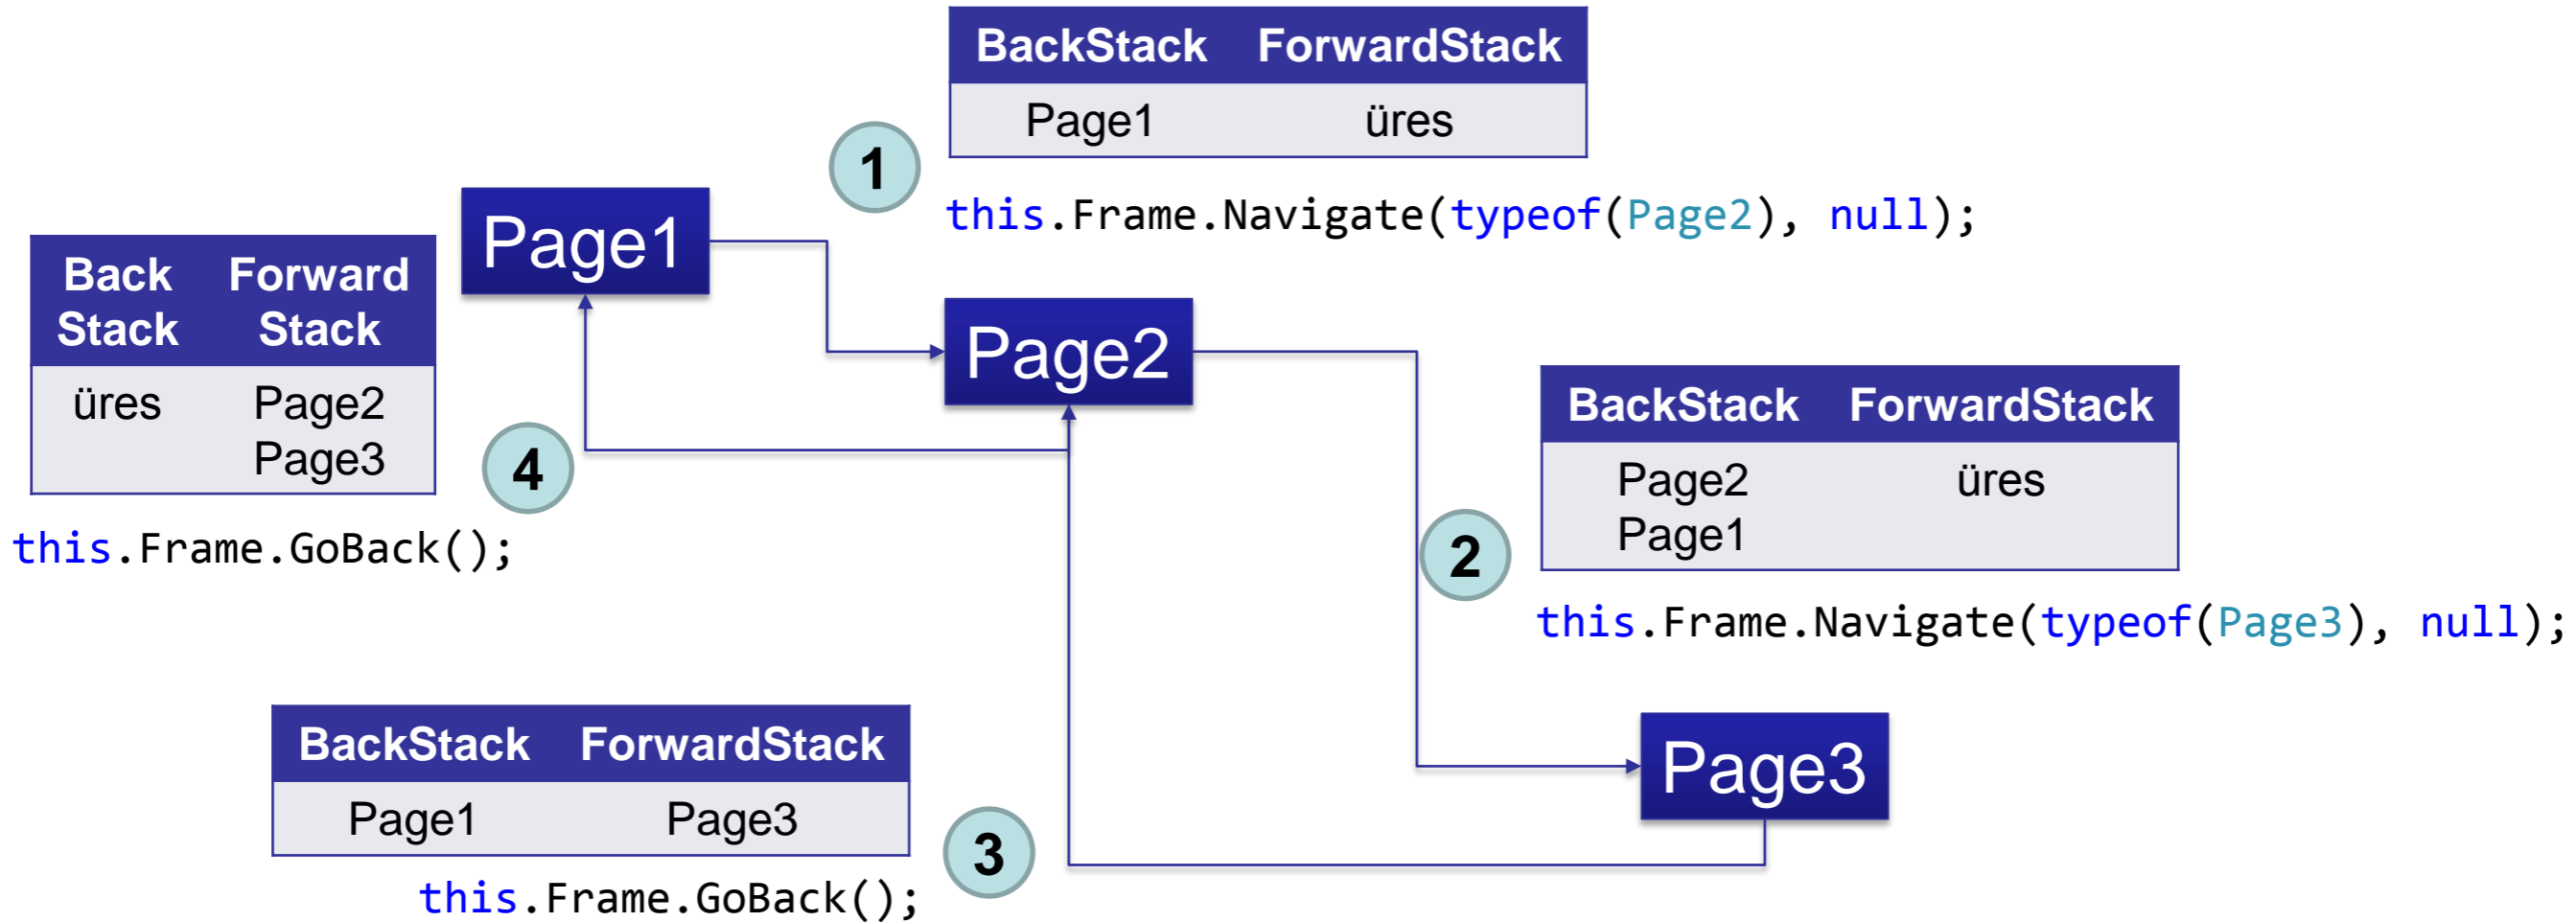 BackStack ForwardStack
Page1 üres
1
this.Frame.Navigate(typeof(Page2), null);
Page1
Back Forward
Stack Stack
üres Page2
Page3
4
this.Frame.GoBack();
Page2
BackStack ForwardStack
Page2 üres
Page1
2
this.Frame.Navigate(typeof(Page3), null);
Page3
BackStack ForwardStack
Page1 Page3
3
this.Frame.GoBack();